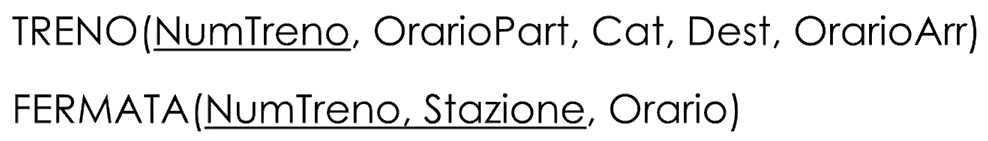 TRENO(NumTreno, OrarioPart, Cat, Dest, OrarioArr)
FERMATA(NumTreno, Stazione, Orario)